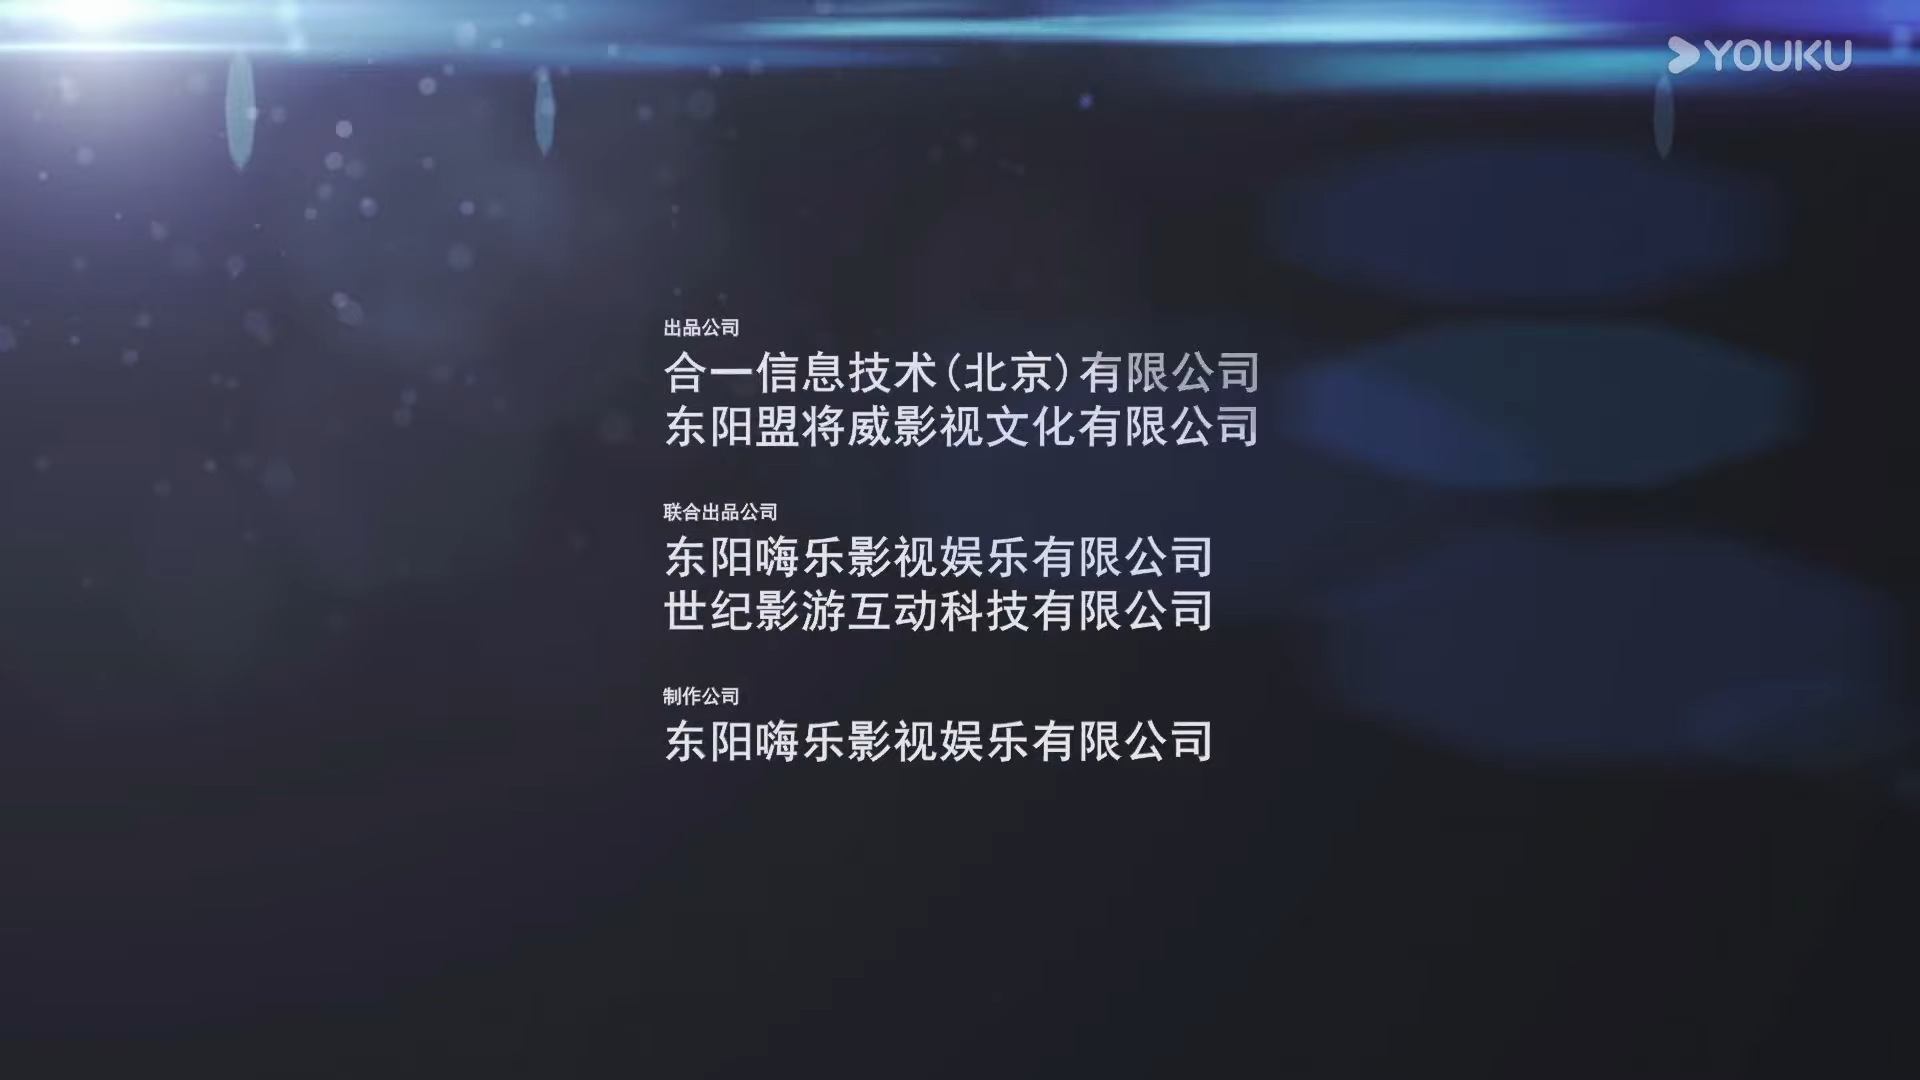 YOUKU
出品公司
合一信息技术(北京)有限公司
东阳盟将威影视文化有限公司
联合出品公司
东阳嗨乐影视娱乐有限公司
世纪影游互动科技有限公司
制作公司
东阳嗨乐影视娱乐有限公司